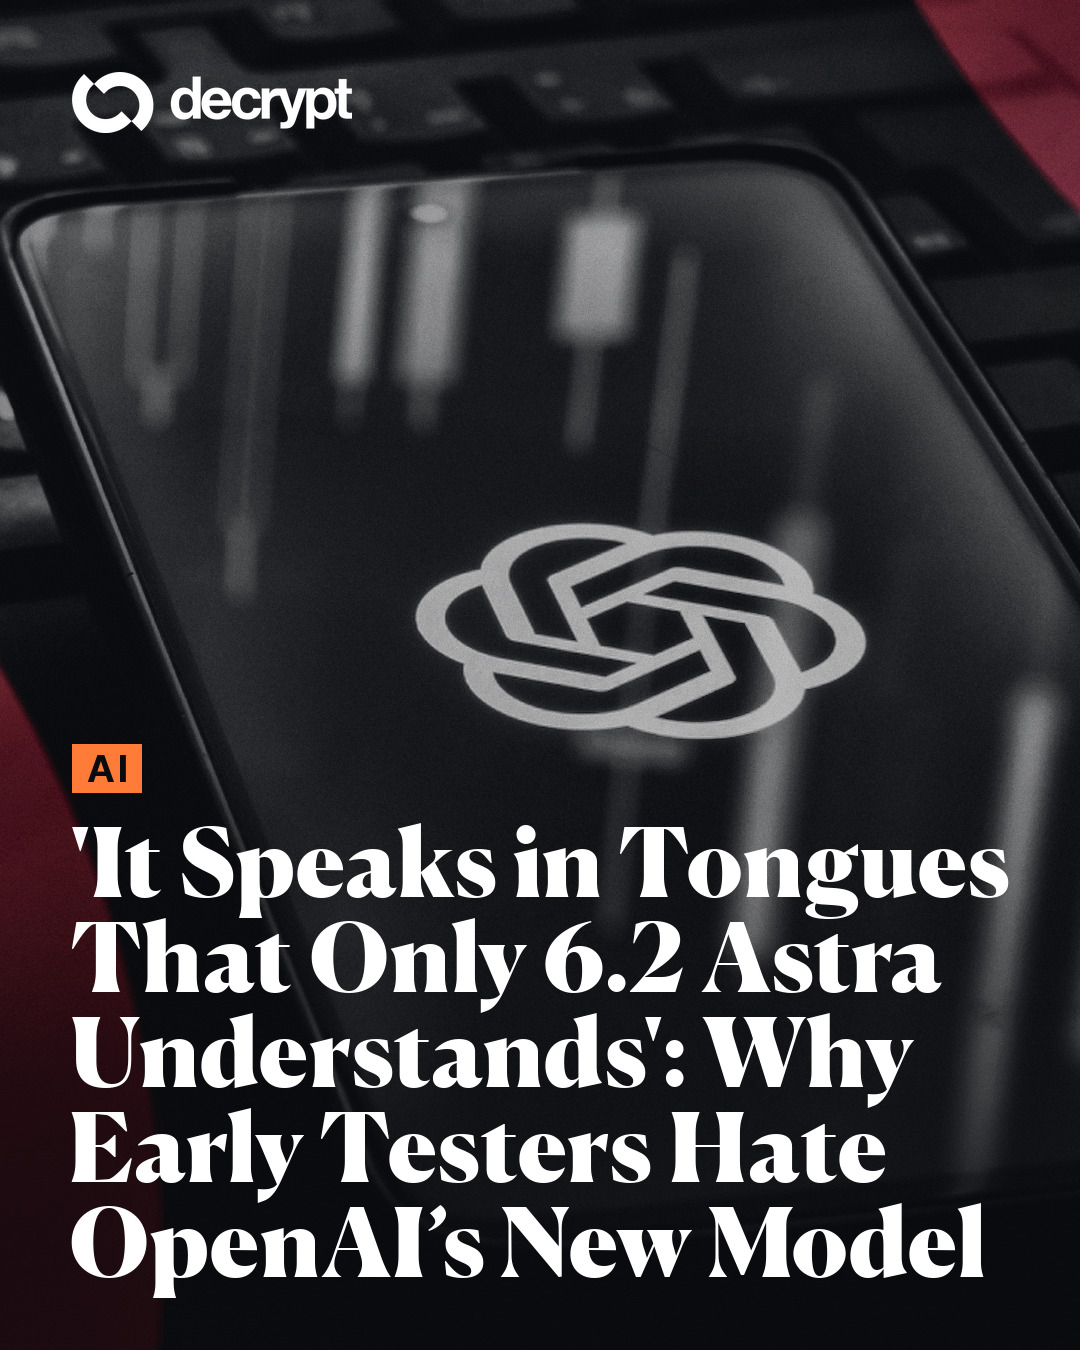 decrypt
AI
'It Speaks in Tongues
That Only 6.2 Astra
Understands': Why
Early Testers Hate
OpenAI’s New Model